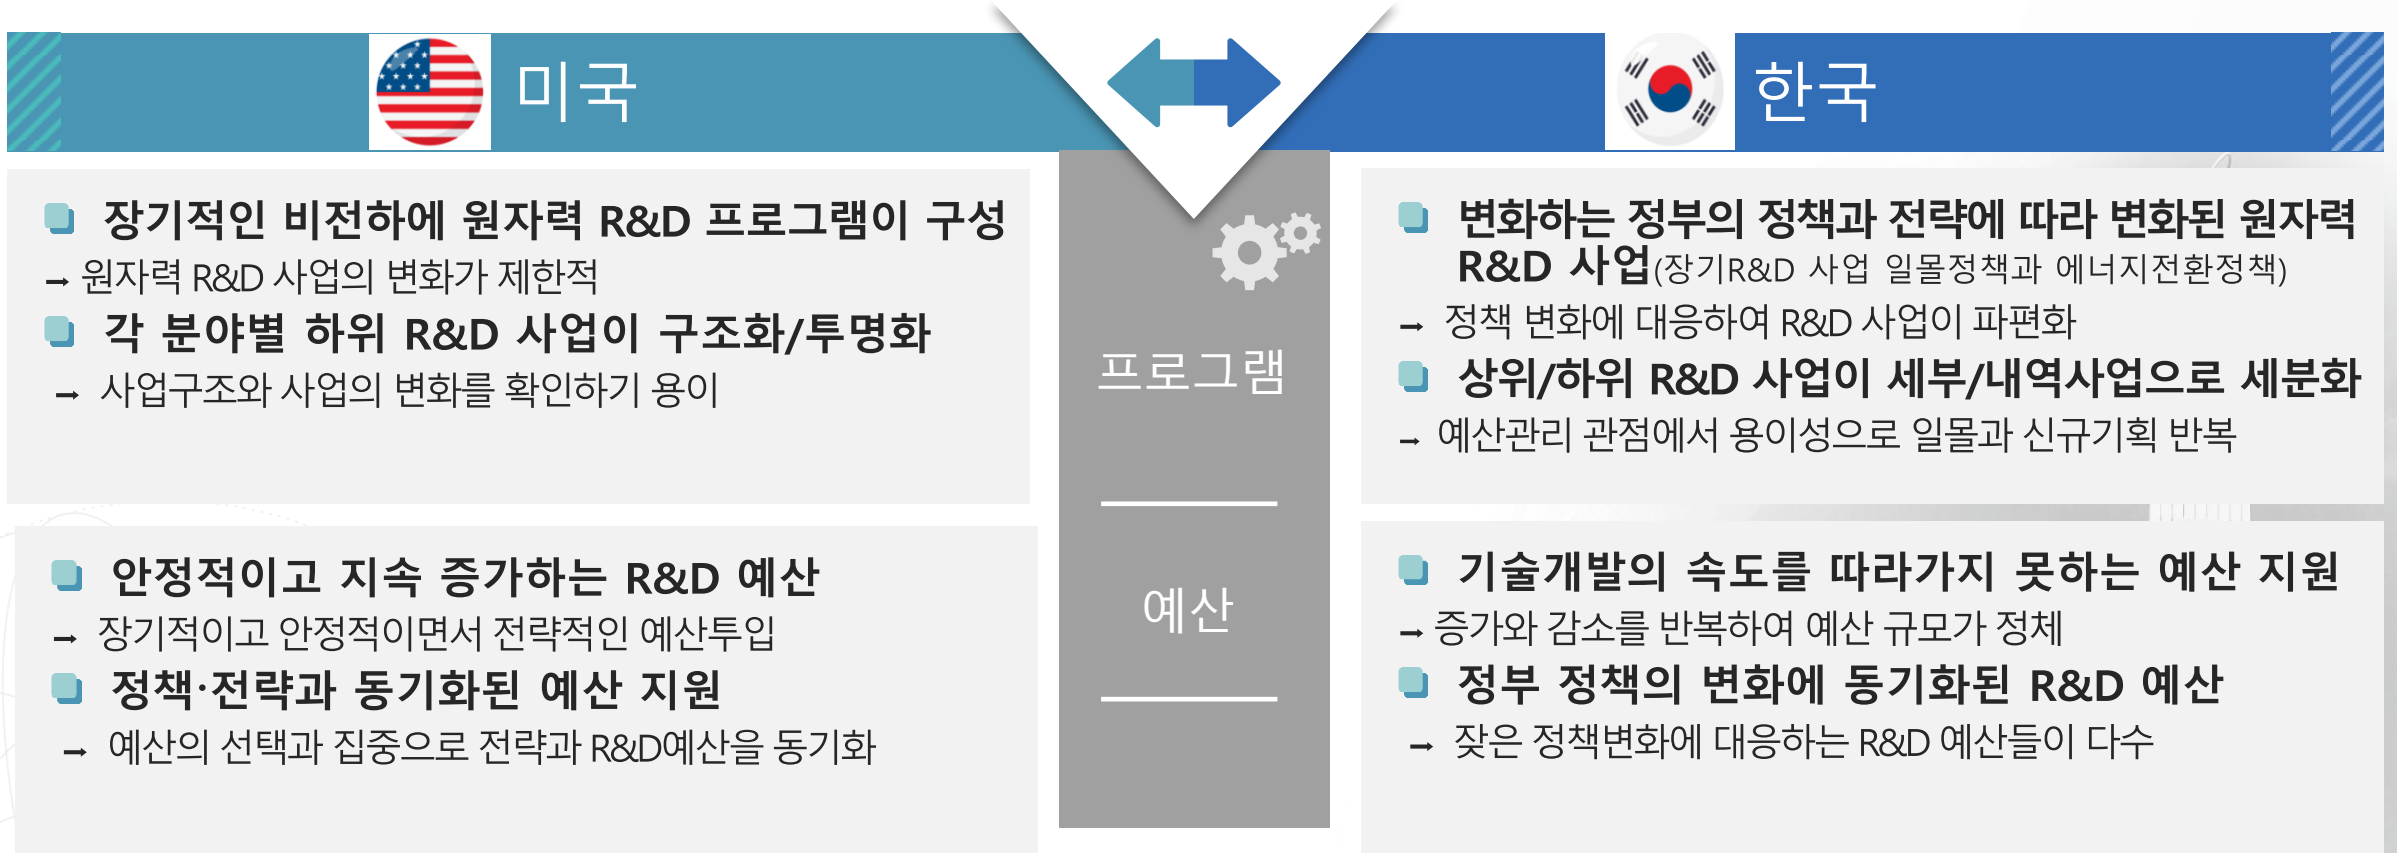 미국
한국
장기적인 비전하에 원자력 R&D 프로그램이 구성
→ 원자력 R&D 사업의 변화가 제한적
각 분야별 하위 R&D 사업이 구조화/투명화
→ 사업구조와 사업의 변화를 확인하기 용이
프로그램
변화하는 정부의 정책과 전략에 따라 변화된 원자력
R&D 사업(장기R&D 사업 일몰정책과 에너지전환정책)
→ 정책 변화에 대응하여 R&D 사업이 파편화
상위/하위 R&D 사업이 세부/내역사업으로 세분화
→ 예산관리 관점에서 용이성으로 일몰과 신규기획 반복
안정적이고 지속 증가하는 R&D 예산
→ 장기적이고 안정적이면서 전략적인 예산투입
정책·전략과 동기화된 예산 지원
→ 예산의 선택과 집중으로 전략과 R&D예산을 동기화
예산
기술개발의 속도를 따라가지 못하는 예산 지원
→ 증가와 감소를 반복하여 예산 규모가 정체
정부 정책의 변화에 동기화된 R&D 예산
→ 잦은 정책변화에 대응하는 R&D 예산들이 다수